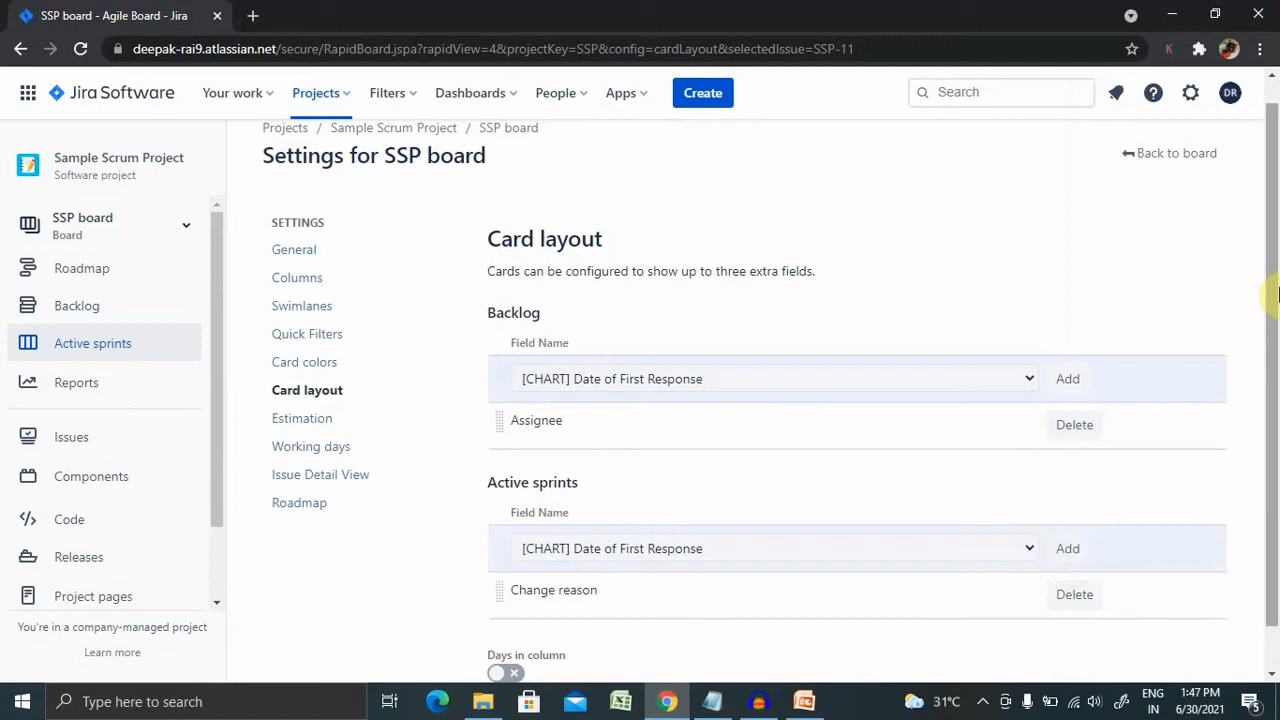 SSP board - Agile Board - Jira
deepak-rai9.atlassian.net/secure/RapidBoard.jspa?rapidView=4&projectKey=SSP&config=cardLayout&selectedIssue=SSP-11
K
Jira Software
Your work
Projects
Filters
Dashboards
People
Apps
Create
Search
DR
Sample Scrum Project
Software project
SSP board
Board
Roadmap
Backlog
Active sprints
Reports
Issues
Components
Code
Releases
Project pages
You're in a company-managed project
Learn more
Projects / Sample Scrum Project / SSP board
Settings for SSP board
Back to board
SETTINGS
General
Columns
Swimlanes
Quick Filters
Card colors
Card layout
Estimation
Working days
Issue Detail View
Roadmap
Card layout
Cards can be configured to show up to three extra fields.
Backlog
Field Name
[CHART] Date of First Response
Add
Assignee
Delete
Active sprints
Field Name
[CHART] Date of First Response
Add
Change reason
Delete
Days in column
Type here to search
31°C
ENG
IN
1:47 PM
6/30/2021
5